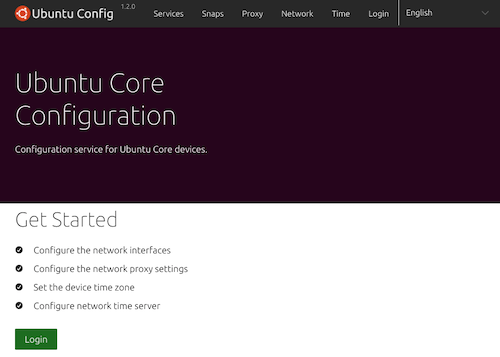 Ubuntu Config 1.2.0 Services Snaps Proxy Network Time Login English
Ubuntu Core
Configuration
Configuration service for Ubuntu Core devices.
Get Started
Configure the network interfaces
Configure the network proxy settings
Set the device time zone
Configure network time server
Login